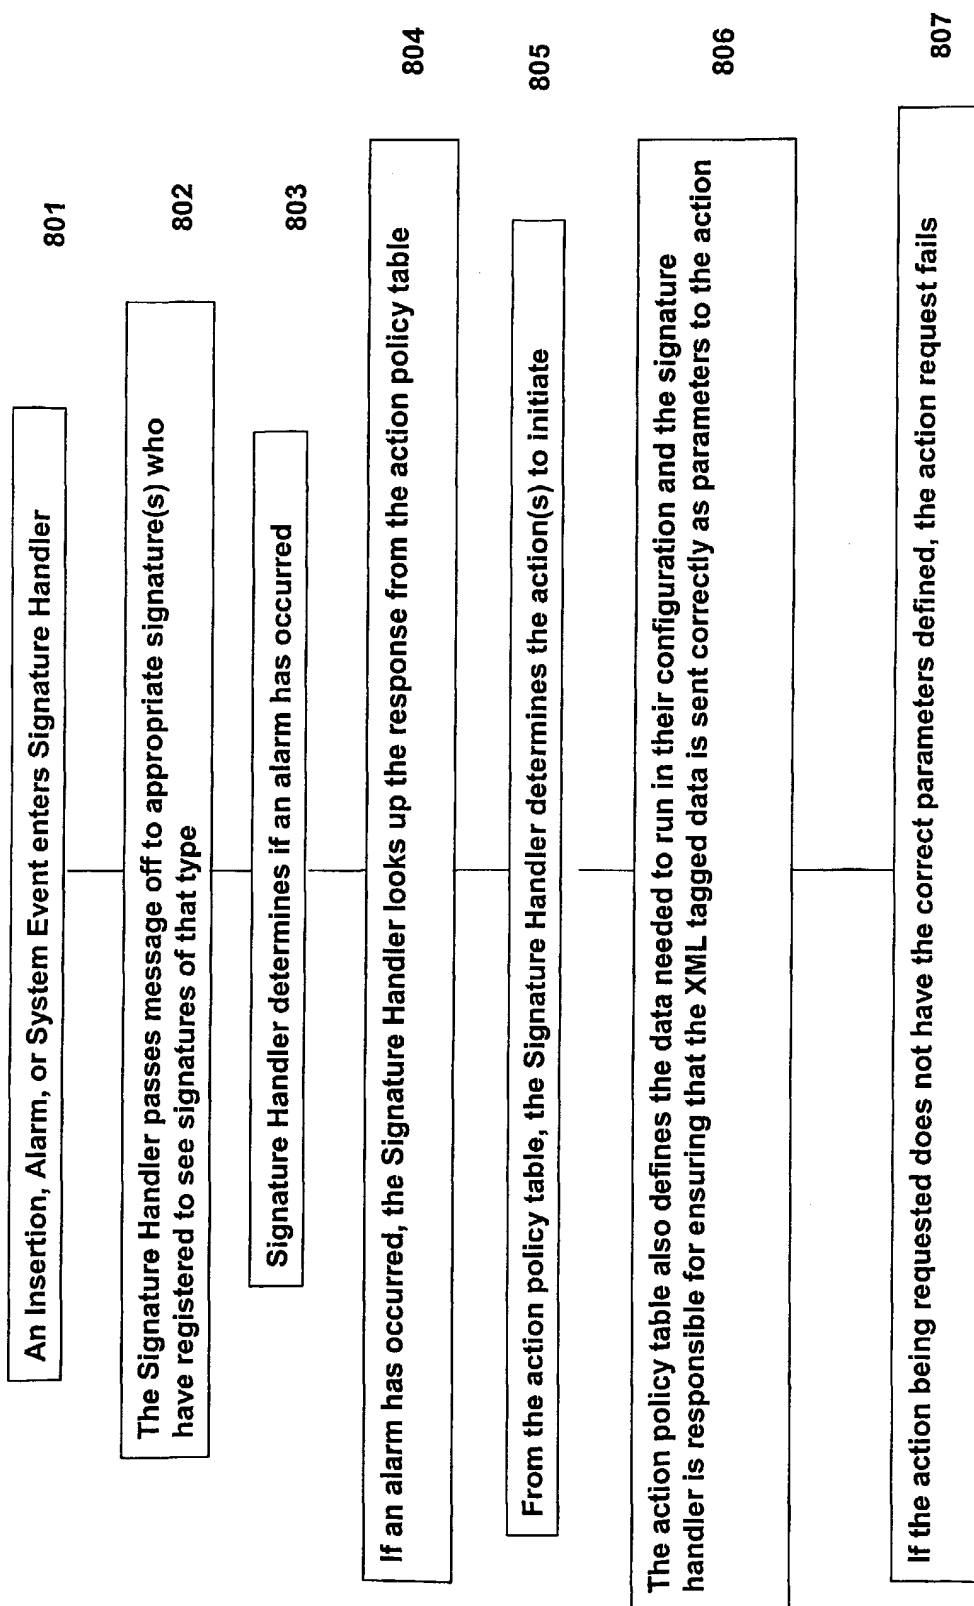 801
An Insertion, Alarm, or System Event enters Signature Handler
802
The Signature Handler passes message off to appropriate signature(s) who
have registered to see signatures of that type
803
Signature Handler determines if an alarm has occurred
804
If an alarm has occurred, the Signature Handler looks up the response from the action policy table
805
From the action policy table, the Signature Handler determines the action(s) to initiate
806
The action policy table also defines the data needed to run in their configuration and the signature
handler is responsible for ensuring that the XML tagged data is sent correctly as parameters to the action
807
If the action being requested does not have the correct parameters defined, the action request fails